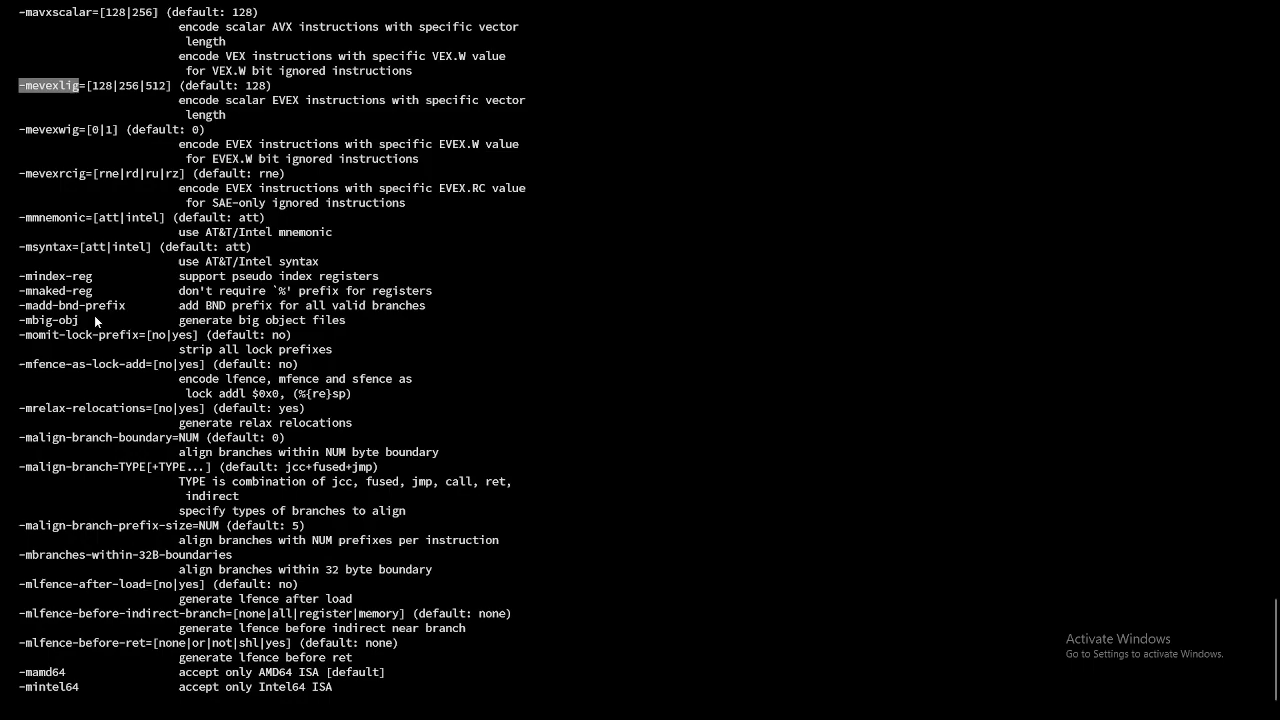 -mavxscalar=[128|256] (default: 128)
encode scalar AVX instructions with specific vector
length
encode VEX instructions with specific VEX.W value
for VEX.W bit ignored instructions
-mevexlig=[128|256|512] (default: 128)
encode scalar EVEX instructions with specific vector
length
-mevexwig=[0|1] (default: 0)
encode EVEX instructions with specific EVEX.W value
for EVEX.W bit ignored instructions
-mevexrcig=[rne|rd|ru|rz] (default: rne)
encode EVEX instructions with specific EVEX.RC value
for SAE-only ignored instructions
-mmnemonic=[att|intel] (default: att)
use AT&T/Intel mnemonic
-msyntax=[att|intel] (default: att)
use AT&T/Intel syntax
-mindex-reg support pseudo index registers
-mnaked-reg don't require `%' prefix for registers
-madd-bnd-prefix add BND prefix for all valid branches
-mbig-obj generate big object files
-momit-lock-prefix=[no|yes] (default: no)
strip all lock prefixes
-mfence-as-lock-add=[no|yes] (default: no)
encode lfence, mfence and sfence as
lock addl $0x0, (%{re}sp)
-mrelax-relocations=[no|yes] (default: yes)
generate relax relocations
-malign-branch-boundary=NUM (default: 0)
align branches within NUM byte boundary
-malign-branch=TYPE[+TYPE...] (default: jcc+fused+jmp)
TYPE is combination of jcc, fused, jmp, call, ret,
indirect
specify types of branches to align
-malign-branch-prefix-size=NUM (default: 5)
align branches with NUM prefixes per instruction
-mbranches-within-32B-boundaries
align branches within 32 byte boundary
-mlfence-after-load=[no|yes] (default: no)
generate lfence after load
-mlfence-before-indirect-branch=[none|all|register|memory] (default: none)
generate lfence before indirect near branch
-mlfence-before-ret=[none|or|not|shl|yes] (default: none)
generate lfence before ret
-mamd64 accept only AMD64 ISA [default]
-mintel64 accept only Intel64 ISA
Activate Windows
Go to Settings to activate Windows.